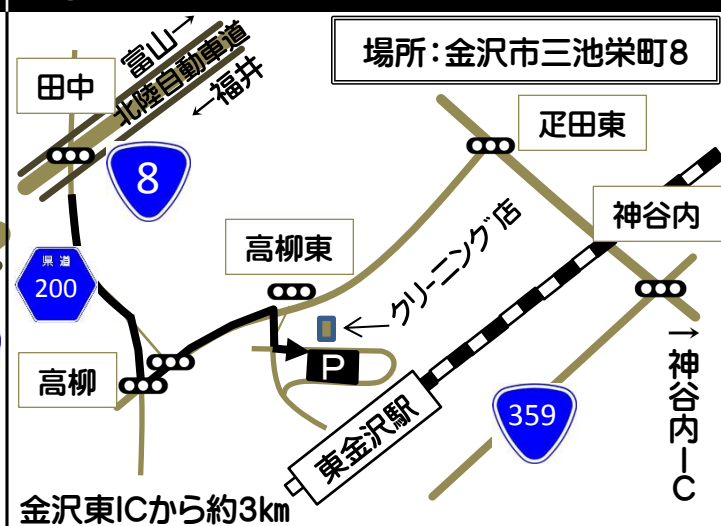 場所：金沢市三池栄町8
富山→
北陸自動車道
←福井
田中
8
疋田東
神谷内
県道
200
高柳東
クリーニング店
高柳
P
東金沢駅
359
→神谷内IC
金沢東ICから約3km